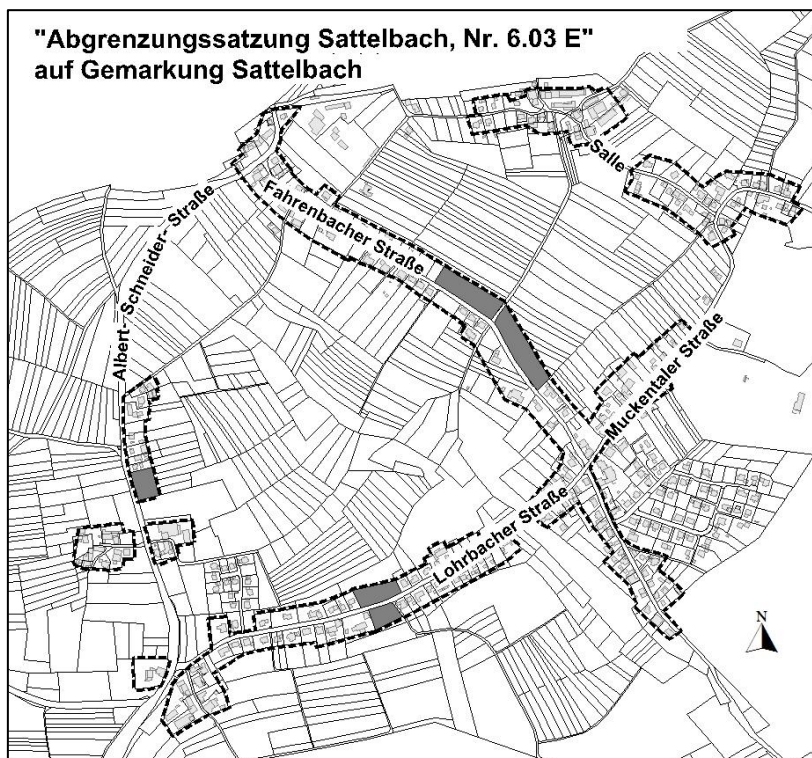 "Abgrenzungssatzung Sattelbach, Nr. 6.03 E"
auf Gemarkung Sattelbach
Salle
Fahrenbacher Straße
Albert-Schneider-Straße
Muckentaler Straße
Lohrbacher Straße
N